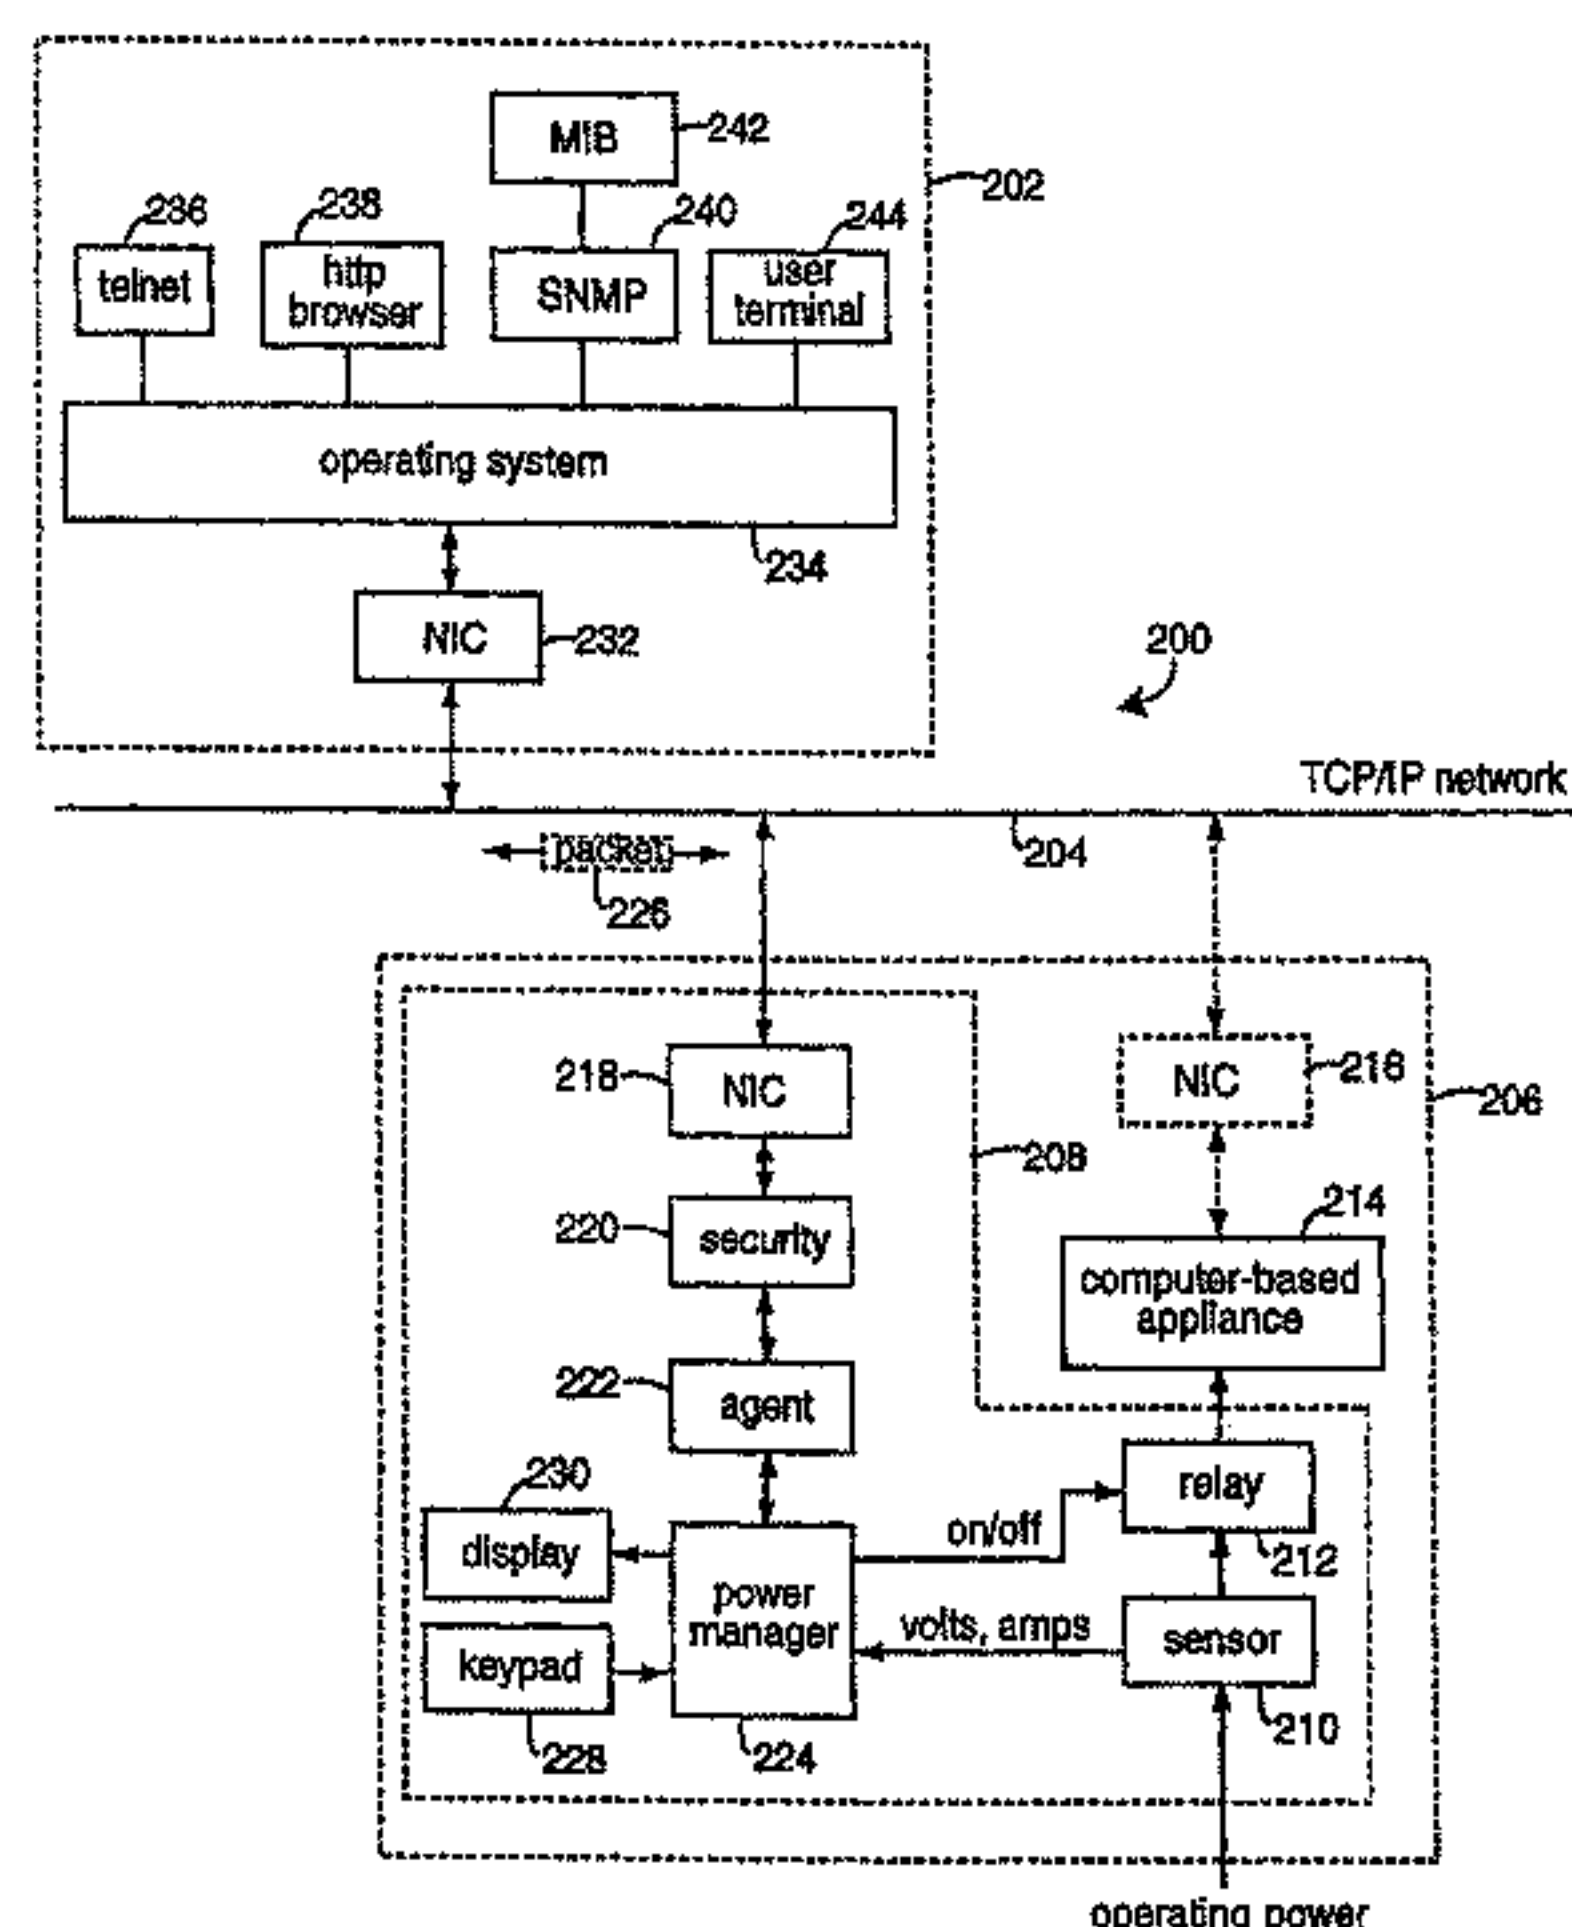 MIB
242
202
236
238
240
244
telnet
http
browser
SNMP
user
terminal
operating system
234
NIC
232
200
TCP/IP network
packet
204
226
218
NIC
NIC
216
206
208
220
security
214
computer-based
appliance
222
agent
230
relay
display
on/off
212
power
manager
volts, amps
sensor
keypad
210
228
224
operating power